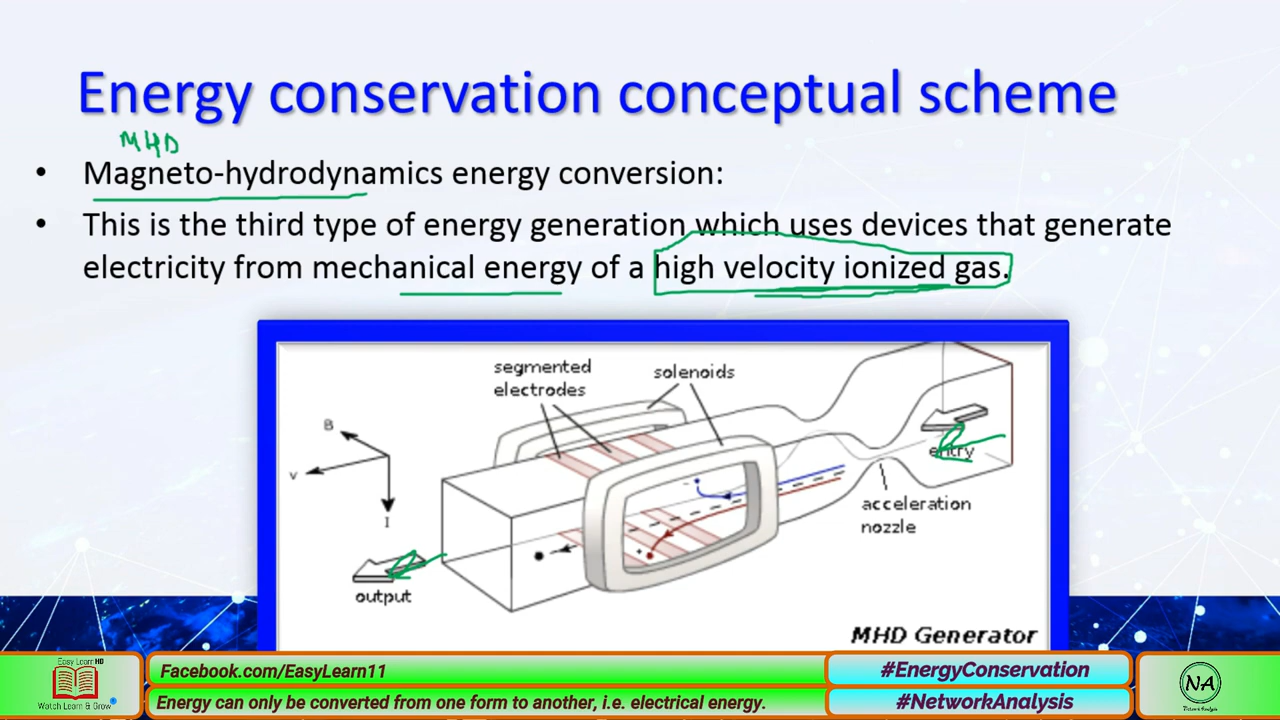 Energy conservation conceptual scheme
MHD
• Magneto-hydrodynamics energy conversion:
• This is the third type of energy generation which uses devices that generate
electricity from mechanical energy of a high velocity ionized gas.
segmented
electrodes
solenoids
B
v
I
entry
acceleration
nozzle
-
+
output
MHD Generator
Easy Learn HD
Watch Learn & Grow
Facebook.com/EasyLearn11
Energy can only be converted from one form to another, i.e. electrical energy.
#EnergyConservation
#NetworkAnalysis
NA
Network Analysis